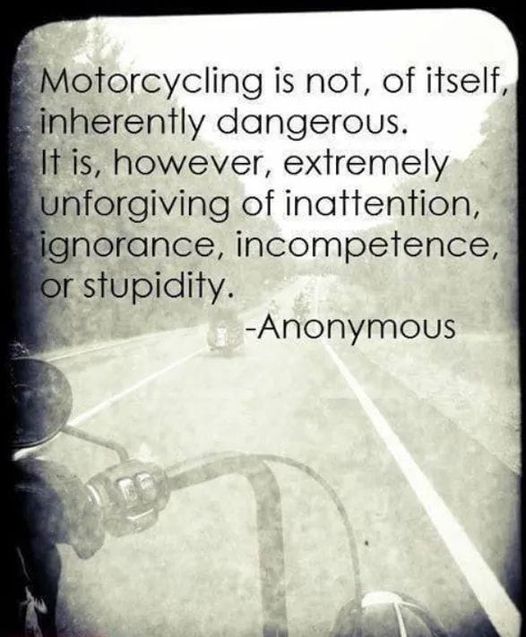 Motorcycling is not, of itself,
inherently dangerous.
It is, however, extremely
unforgiving of inattention,
ignorance, incompetence,
or stupidity.
-Anonymous